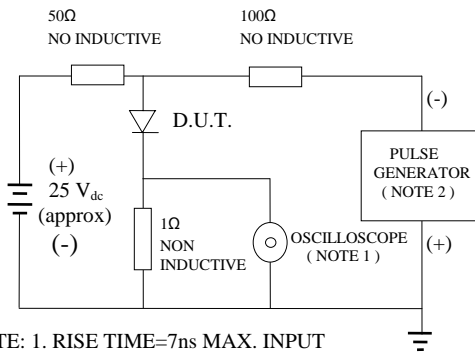 50Ω
NO INDUCTIVE
100Ω
NO INDUCTIVE
(-)
D.U.T.
PULSE
GENERATOR
( NOTE 2 )
(+)
25 Vdc
(approx)
(-)
1Ω
NON
INDUCTIVE
OSCILLOSCOPE
( NOTE 1 )
(+)
TE: 1. RISE TIME=7ns MAX. INPUT